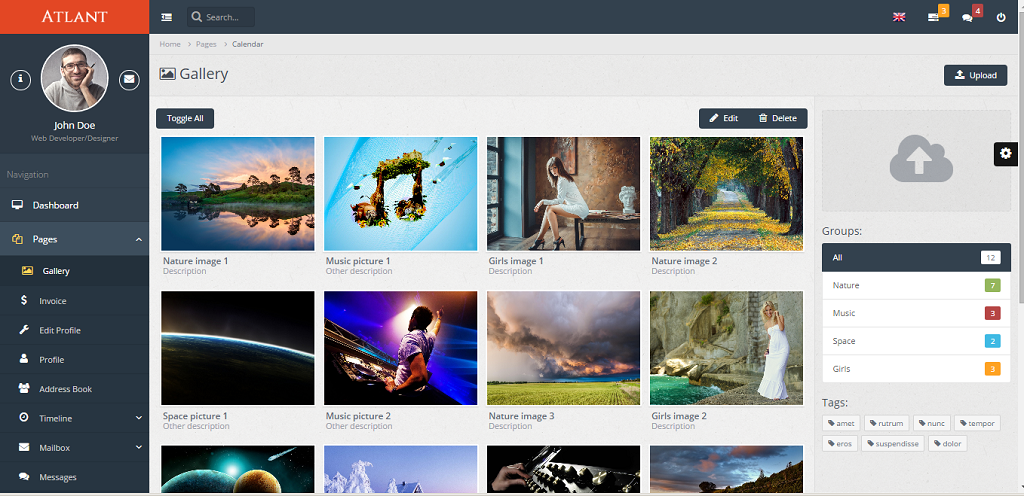 ATLANT
Search...
3
4
John Doe
Web Developer/Designer
Navigation
Dashboard
Pages
Gallery
Invoice
Edit Profile
Profile
Address Book
Timeline
Mailbox
Messages
Home > Pages > Calendar
Gallery
Upload
Toggle All
Edit
Delete
Nature image 1
Description
Music picture 1
Other description
Girls image 1
Description
Nature image 2
Description
Space picture 1
Other description
Music picture 2
Other description
Nature image 3
Description
Girls image 2
Description
Groups:
All 12
Nature 7
Music 3
Space 2
Girls 3
Tags:
amet rutrum nunc tempor
eros suspendisse dolor